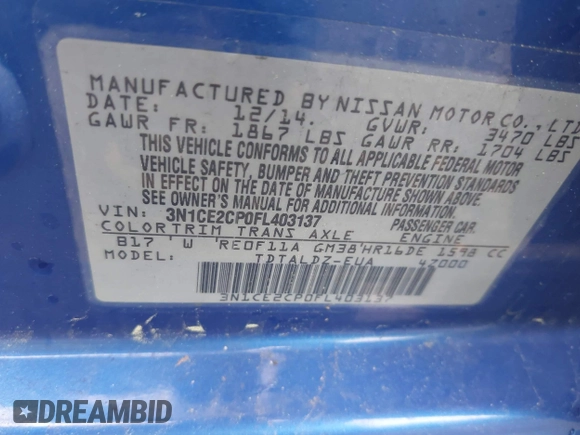 MANUFACTURED BY NISSAN MOTOR CO., LTD
DATE: 12/14. GVWR: 3470 LBS
GAWR FR: 1867 LBS GAWR RR: 1704 LBS
THIS VEHICLE CONFORMS TO ALL APPLICABLE FEDERAL MOTOR
VEHICLE SAFETY, BUMPER AND THEFT PREVENTION STANDARDS
IN EFFECT ON THE DATE OF MANUFACTURE SHOWN ABOVE.
SEE OWNER'S MANUAL FOR ADDITIONAL INFORMATION.
VIN: 3N1CE2CP0FL403137 PASSENGER CAR.
COLOR TRIM TRANS AXLE ENGINE
B17 W RE0F11A GM38 HR16DE 1598 CC
TDTALDZ-EUA 47000
3N1CE2CP0FL403137
DREAMBID